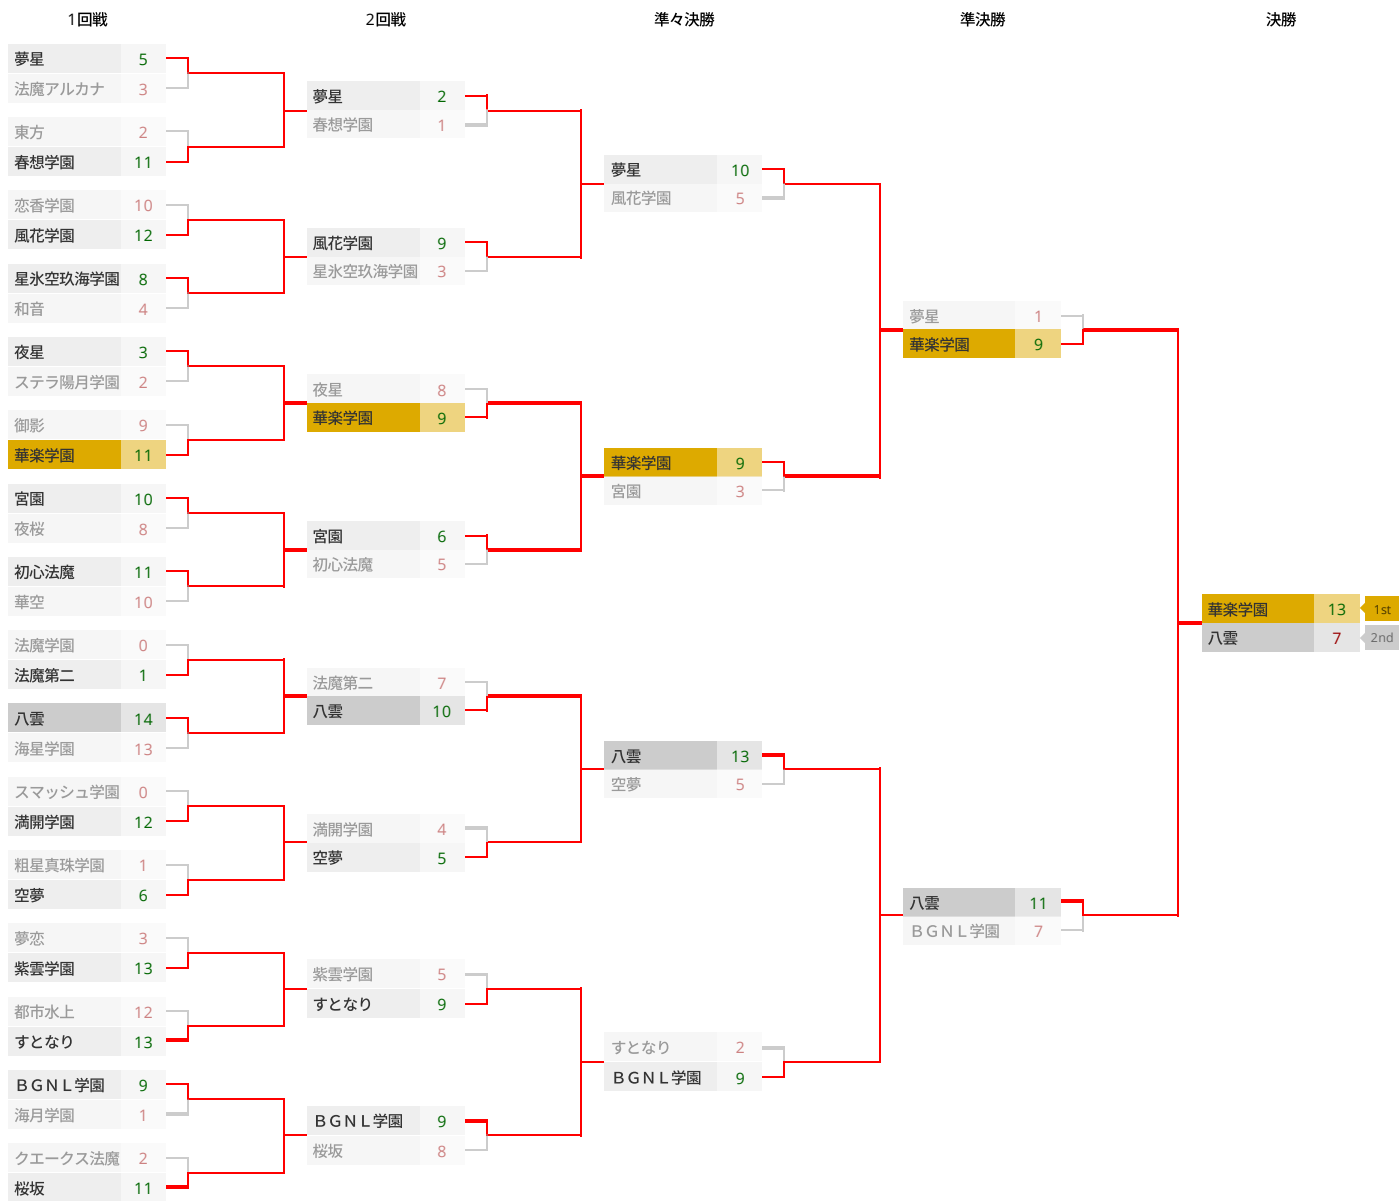 1回戦 2回戦 準々決勝 準決勝 決勝
夢星 5
法魔アルカナ 3
東方 2
春想学園 11
恋香学園 10
風花学園 12
星氷空玖海学園 8
和音 4
夜星 3
ステラ陽月学園 2
御影 9
華楽学園 11
宮園 10
夜桜 8
初心法魔 11
華空 10
法魔学園 0
法魔第二 1
八雲 14
海星学園 13
スマッシュ学園 0
満開学園 12
粗星真珠学園 1
空夢 6
夢恋 3
紫雲学園 13
都市水上 12
すとなり 13
ＢＧＮＬ学園 9
海月学園 1
クエークス法魔 2
桜坂 11
夢星 2
春想学園 1
風花学園 9
星氷空玖海学園 3
夜星 8
華楽学園 9
宮園 6
初心法魔 5
法魔第二 7
八雲 10
満開学園 4
空夢 5
紫雲学園 5
すとなり 9
ＢＧＮＬ学園 9
桜坂 8
夢星 10
風花学園 5
華楽学園 9
宮園 3
八雲 13
空夢 5
すとなり 2
ＢＧＮＬ学園 9
夢星 1
華楽学園 9
八雲 11
ＢＧＮＬ学園 7
華楽学園 13 1st
八雲 7 2nd